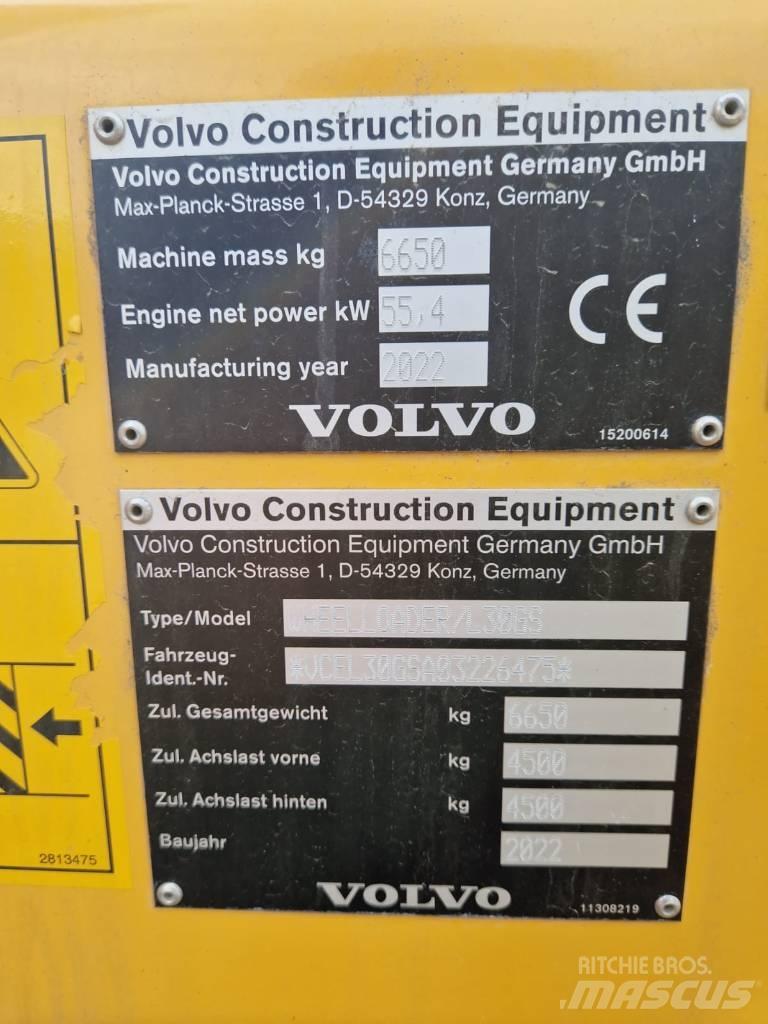 Volvo Construction Equipment
Volvo Construction Equipment Germany GmbH
Max-Planck-Strasse 1, D-54329 Konz, Germany
Machine mass kg 6650
Engine net power kW 55,4
Manufacturing year 2022
CE
VOLVO
15200614
Volvo Construction Equipment
Volvo Construction Equipment Germany GmbH
Max-Planck-Strasse 1, D-54329 Konz, Germany
Type/Model WHEELLOADER/L30GS
Fahrzeug-
Ident.-Nr. *VCEL30GSA03226475*
Zul. Gesamtgewicht kg 6650
Zul. Achslast vorne kg 4500
Zul. Achslast hinten kg 4500
Baujahr 2022
VOLVO
11308219
2813475
RITCHIE BROS.
MASCUS